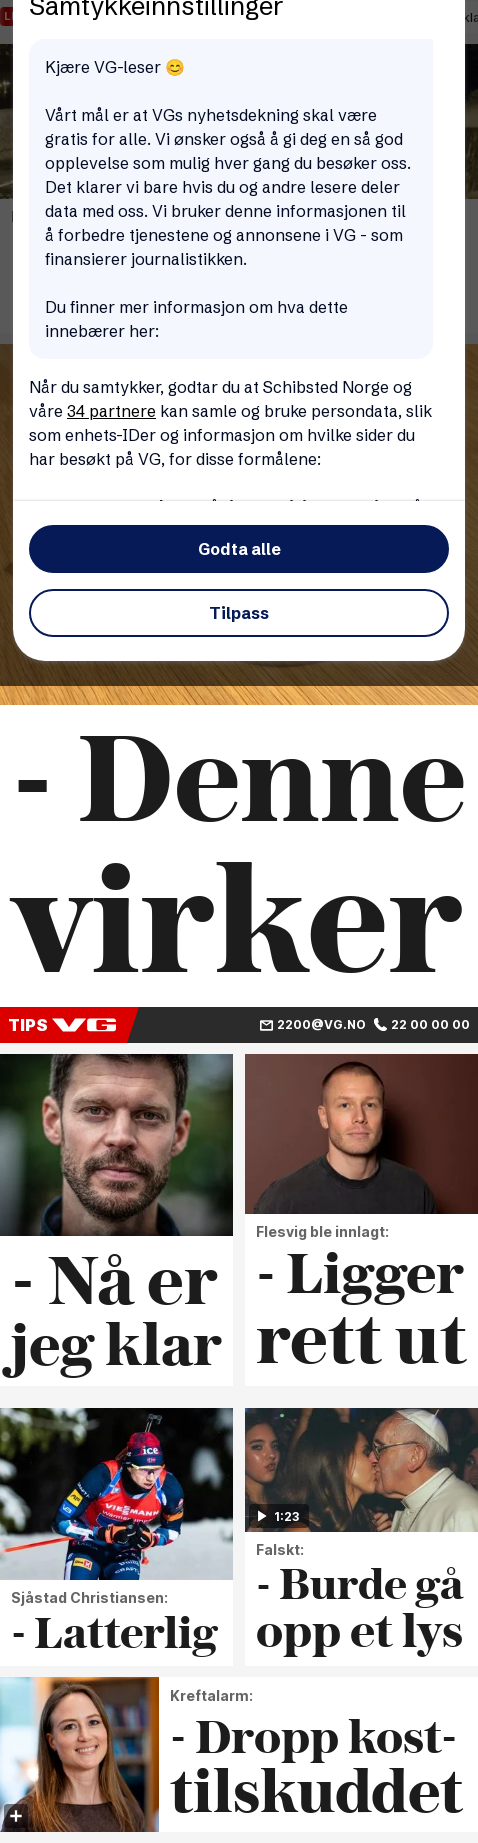 Samtykkeinnstillinger
Kjære VG-leser 😊
Vårt mål er at VGs nyhetsdekning skal være
gratis for alle. Vi ønsker også å gi deg en så god
opplevelse som mulig hver gang du besøker oss.
Det klarer vi bare hvis du og andre lesere deler
data med oss. Vi bruker denne informasjonen til
å forbedre tjenestene og annonsene i VG - som
finansierer journalistikken.
Du finner mer informasjon om hva dette
innebærer her:
Når du samtykker, godtar du at Schibsted Norge og
våre 34 partnere kan samle og bruke persondata, slik
som enhets-IDer og informasjon om hvilke sider du
har besøkt på VG, for disse formålene:
Godta alle
Tilpass
- Denne
virker
TIPS VG 2200@VG.NO 22 00 00 00
- Nå er
jeg klar
Flesvig ble innlagt:
- Ligger
rett ut
ice
VIESSMANN
Sjåstad Christiansen:
- Latterlig
1:23
Falskt:
- Burde gå
opp et lys
Kreftalarm:
- Dropp kost-
tilskuddet